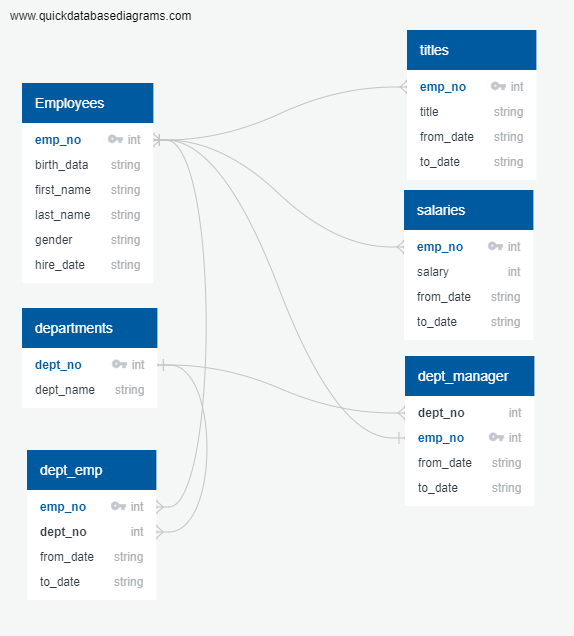 www.quickdatabasediagrams.com
Employees
emp_no int
birth_data string
first_name string
last_name string
gender string
hire_date string
departments
dept_no int
dept_name string
dept_emp
emp_no int
dept_no int
from_date string
to_date string
titles
emp_no int
title string
from_date string
to_date string
salaries
emp_no int
salary int
from_date string
to_date string
dept_manager
dept_no int
emp_no int
from_date string
to_date string